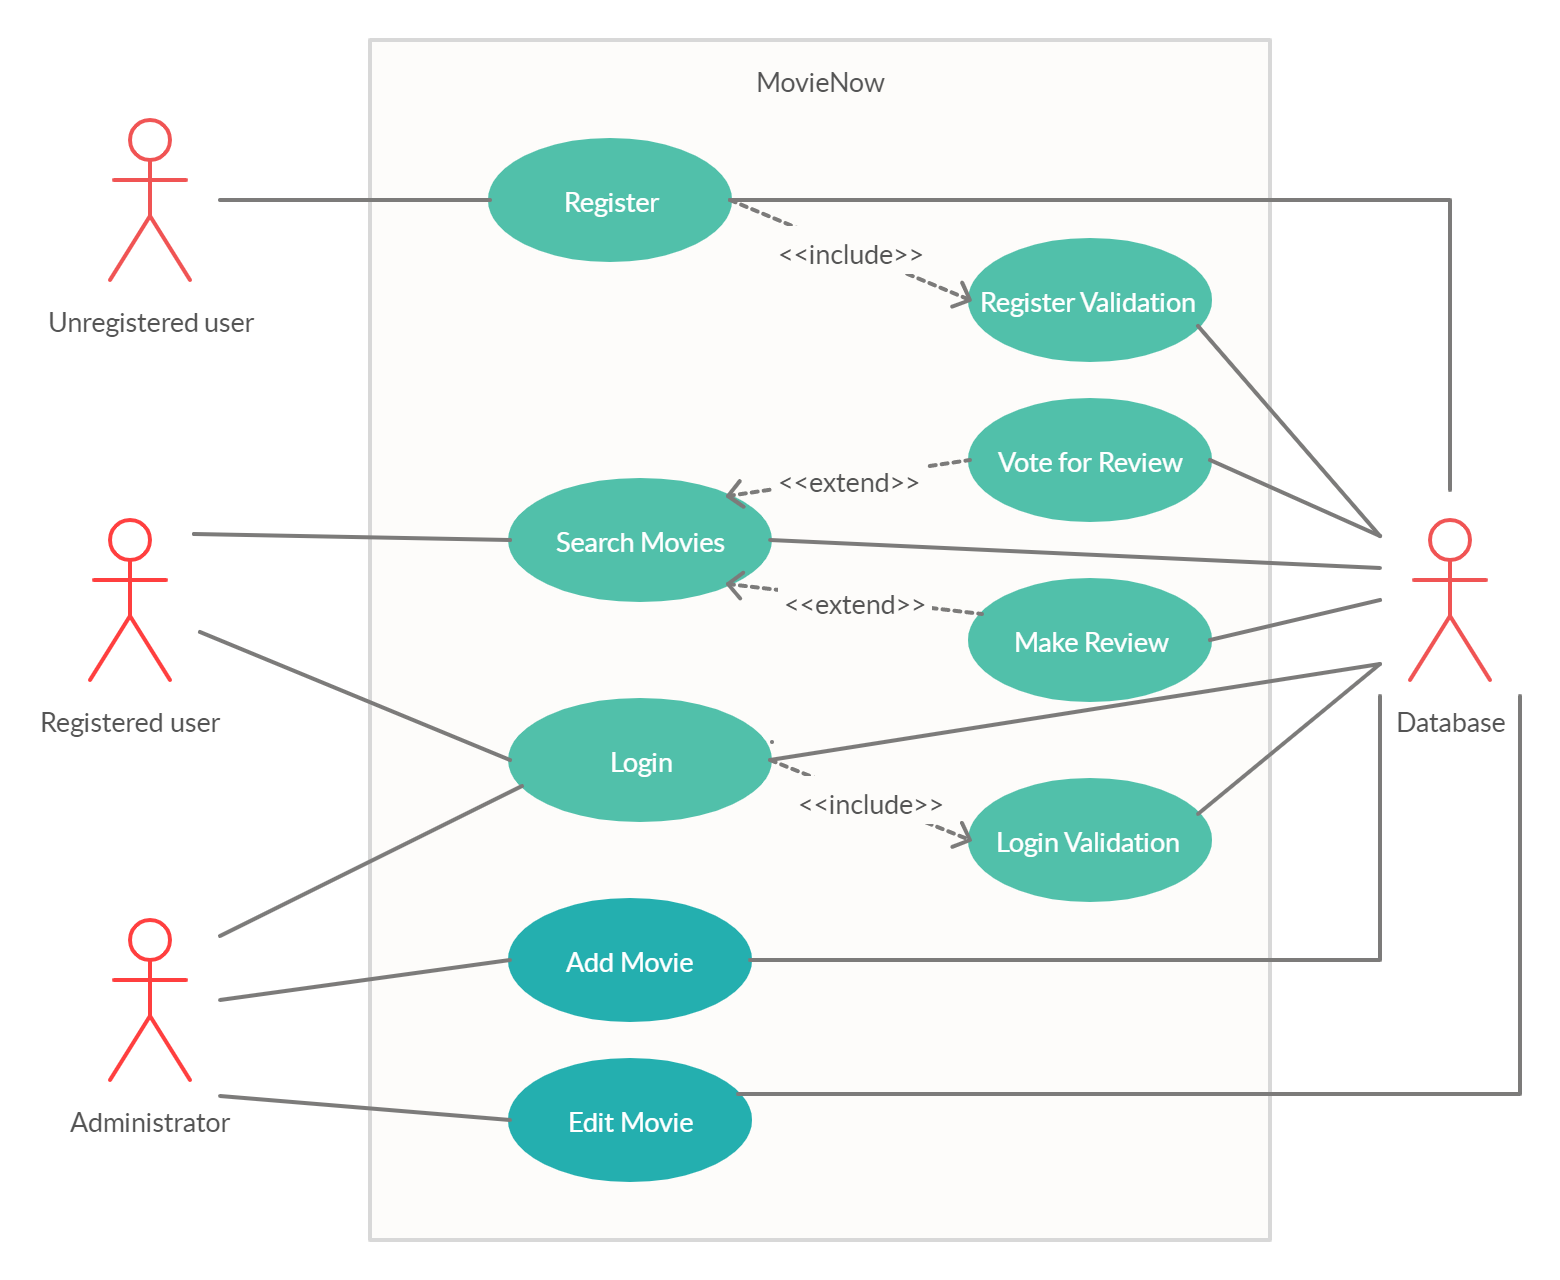 MovieNow
Register
<<include>>
Register Validation
Unregistered user
Vote for Review
<<extend>>
Search Movies
<<extend>>
Make Review
Registered user
Database
Login
<<include>>
Login Validation
Add Movie
Administrator
Edit Movie